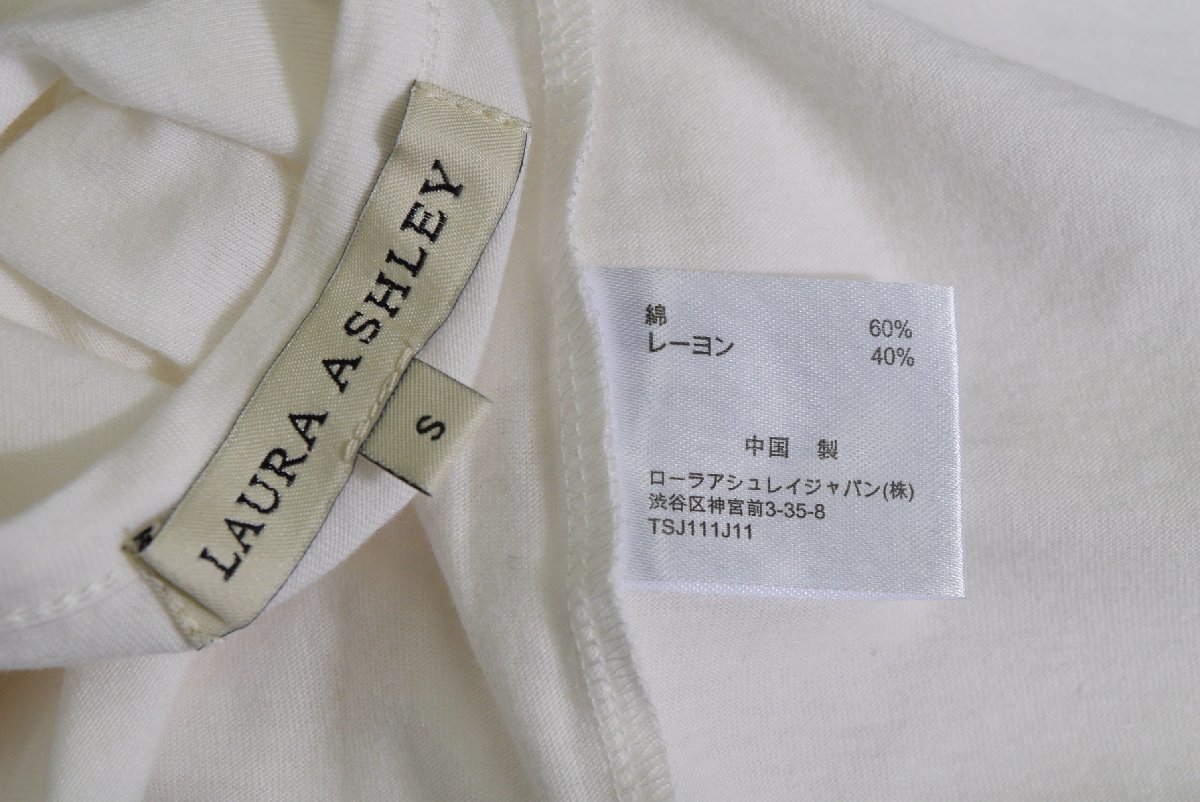 LAURA ASHLEY
S
綿 60%
レーヨン 40%
中国 製
ローラアシュレイジャパン(株)
渋谷区神宮前3-35-8
TSJ111J11